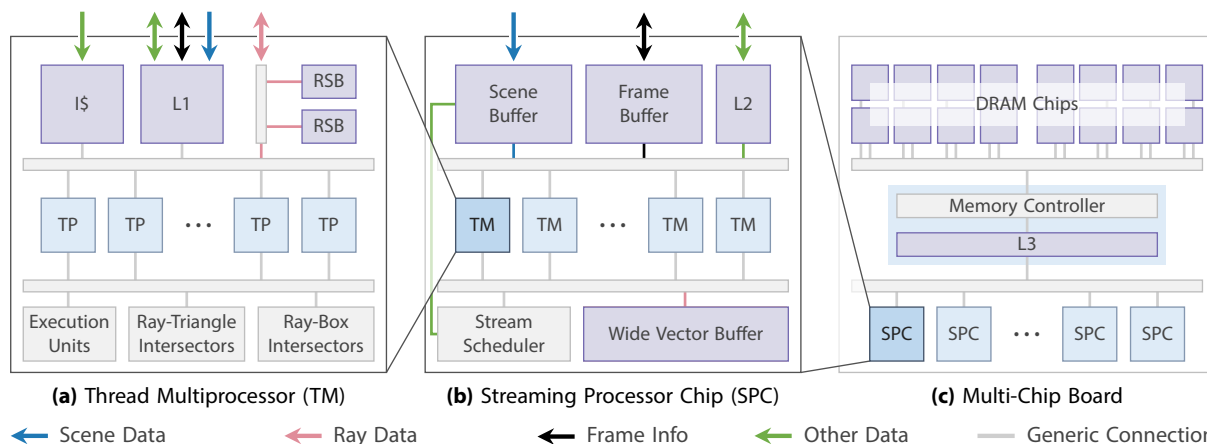 I$
L1
RSB
RSB
TP
TP
...
TP
TP
Execution
Units
Ray-Triangle
Intersectors
Ray-Box
Intersectors
(a) Thread Multiprocessor (TM)
Scene
Buffer
Frame
Buffer
L2
TM
TM
...
TM
TM
Stream
Scheduler
Wide Vector Buffer
(b) Streaming Processor Chip (SPC)
DRAM Chips
Memory Controller
L3
SPC
SPC
...
SPC
SPC
(c) Multi-Chip Board
Scene Data
Ray Data
Frame Info
Other Data
Generic Connection